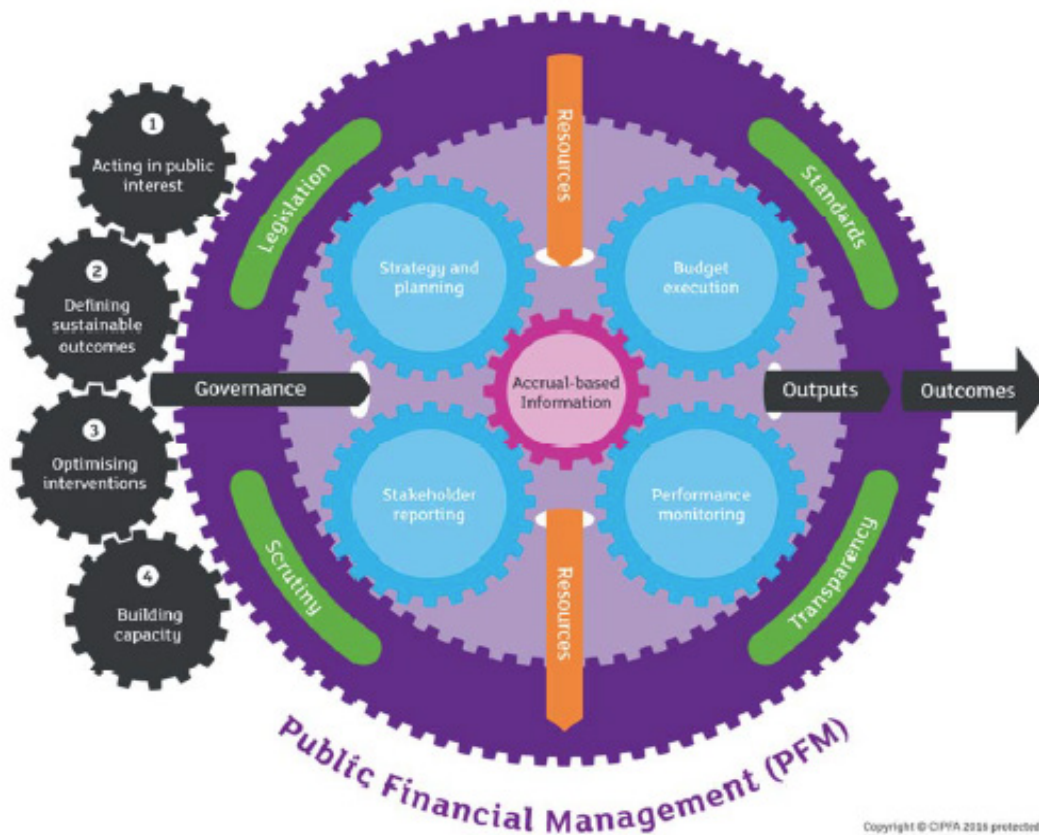 1
Acting in public
interest
2
Defining
sustainable
outcomes
3
Optimising
interventions
4
Building
capacity
Governance
Legislation
Resources
Standards
Strategy and
planning
Budget
execution
Accrual-based
Information
Outputs
Outcomes
Stakeholder
reporting
Performance
monitoring
Scrutiny
Resources
Transparency
Public Financial Management (PFM)
Copyright © CIPFA 2016 protected